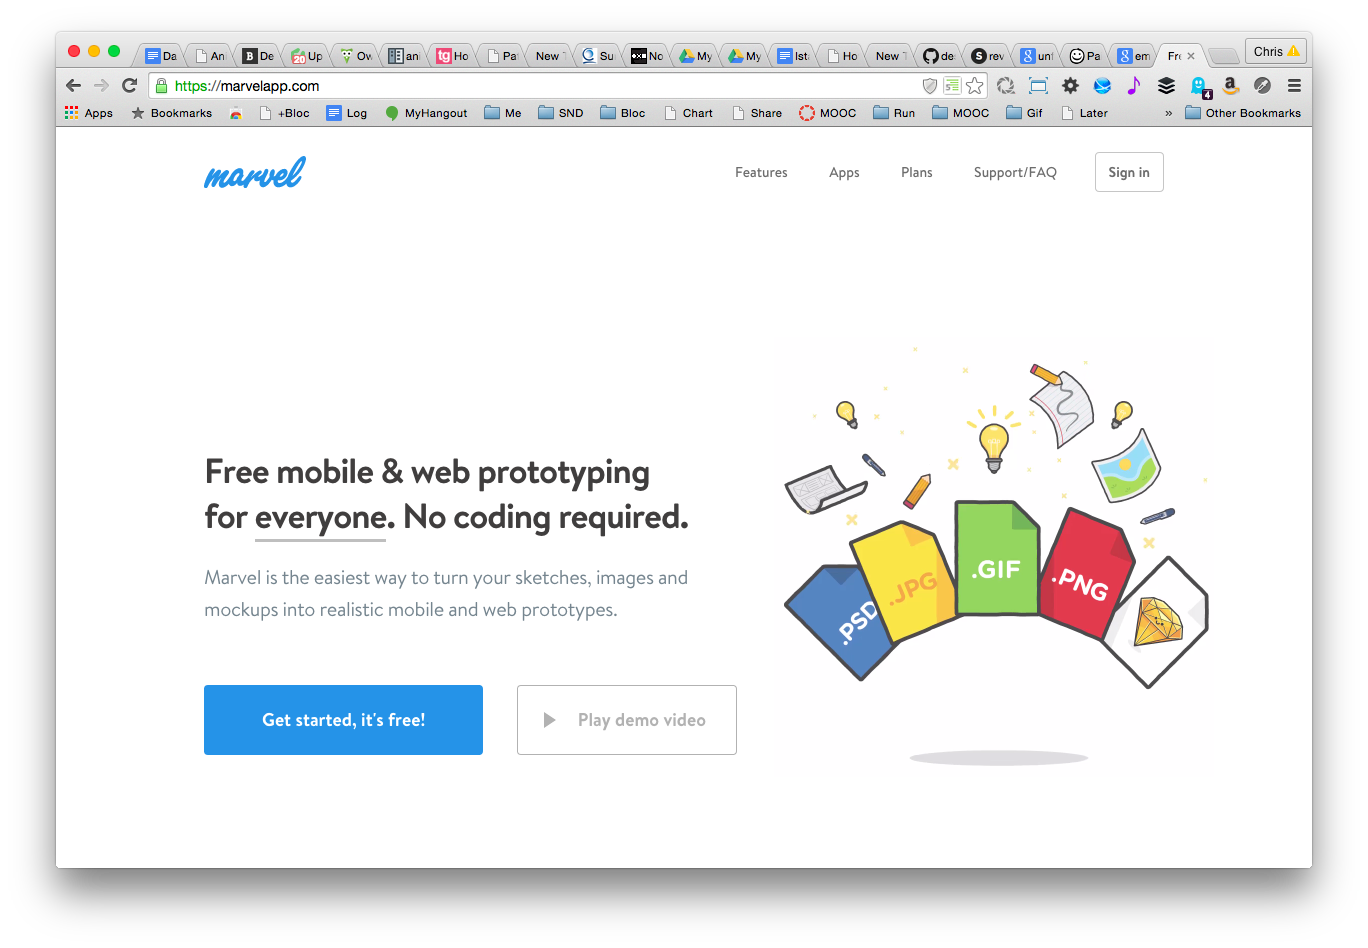 Da An De Up Ow an Ho Pa New T Su No My My Ist Ho New T de rev unt Pa em Fre Chris
https://marvelapp.com
4
Apps Bookmarks +Bloc Log MyHangout Me SND Bloc Chart Share MOOC Run MOOC Gif Later » Other Bookmarks
marvel
Features Apps Plans Support/FAQ Sign in
Free mobile & web prototyping
for everyone. No coding required.
Marvel is the easiest way to turn your sketches, images and
mockups into realistic mobile and web prototypes.
Get started, it's free!
Play demo video
.PSD
.JPG
.GIF
.PNG